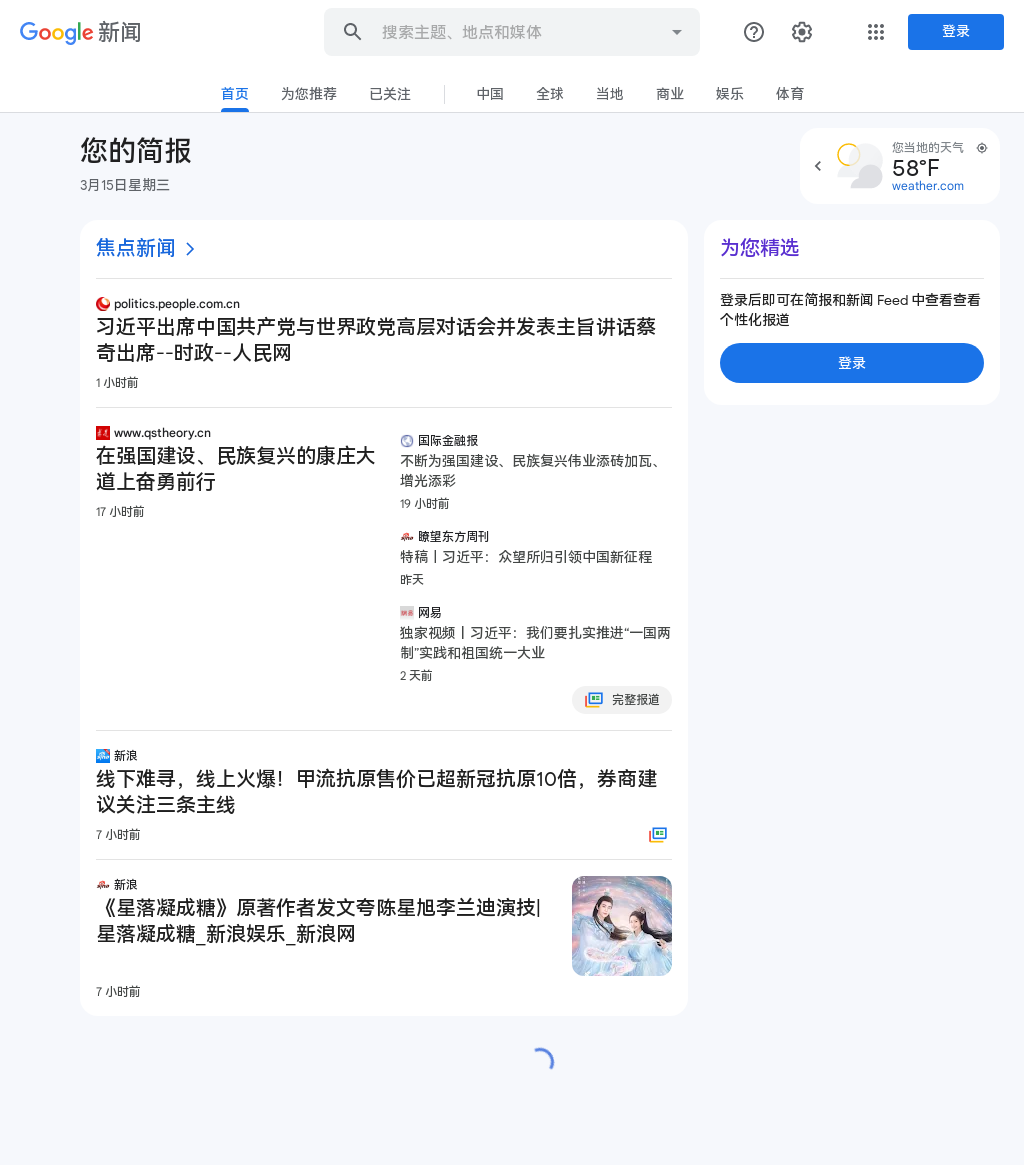 Google 新闻
搜索主题、地点和媒体
登录
首页 为您推荐 已关注 中国 全球 当地 商业 娱乐 体育
您的简报
3月15日星期三
您当地的天气
58°F
weather.com
焦点新闻
politics.people.com.cn
习近平出席中国共产党与世界政党高层对话会并发表主旨讲话蔡
奇出席--时政--人民网
1 小时前
www.qstheory.cn
在强国建设、民族复兴的康庄大
道上奋勇前行
17 小时前
国际金融报
不断为强国建设、民族复兴伟业添砖加瓦、
增光添彩
19 小时前
瞭望东方周刊
特稿丨习近平：众望所归引领中国新征程
昨天
网易
独家视频丨习近平：我们要扎实推进“一国两
制”实践和祖国统一大业
2 天前
完整报道
新浪
线下难寻，线上火爆！甲流抗原售价已超新冠抗原10倍，券商建
议关注三条主线
7 小时前
新浪
《星落凝成糖》原著作者发文夸陈星旭李兰迪演技|
星落凝成糖_新浪娱乐_新浪网
7 小时前
为您精选
登录后即可在简报和新闻 Feed 中查看查看
个性化报道
登录